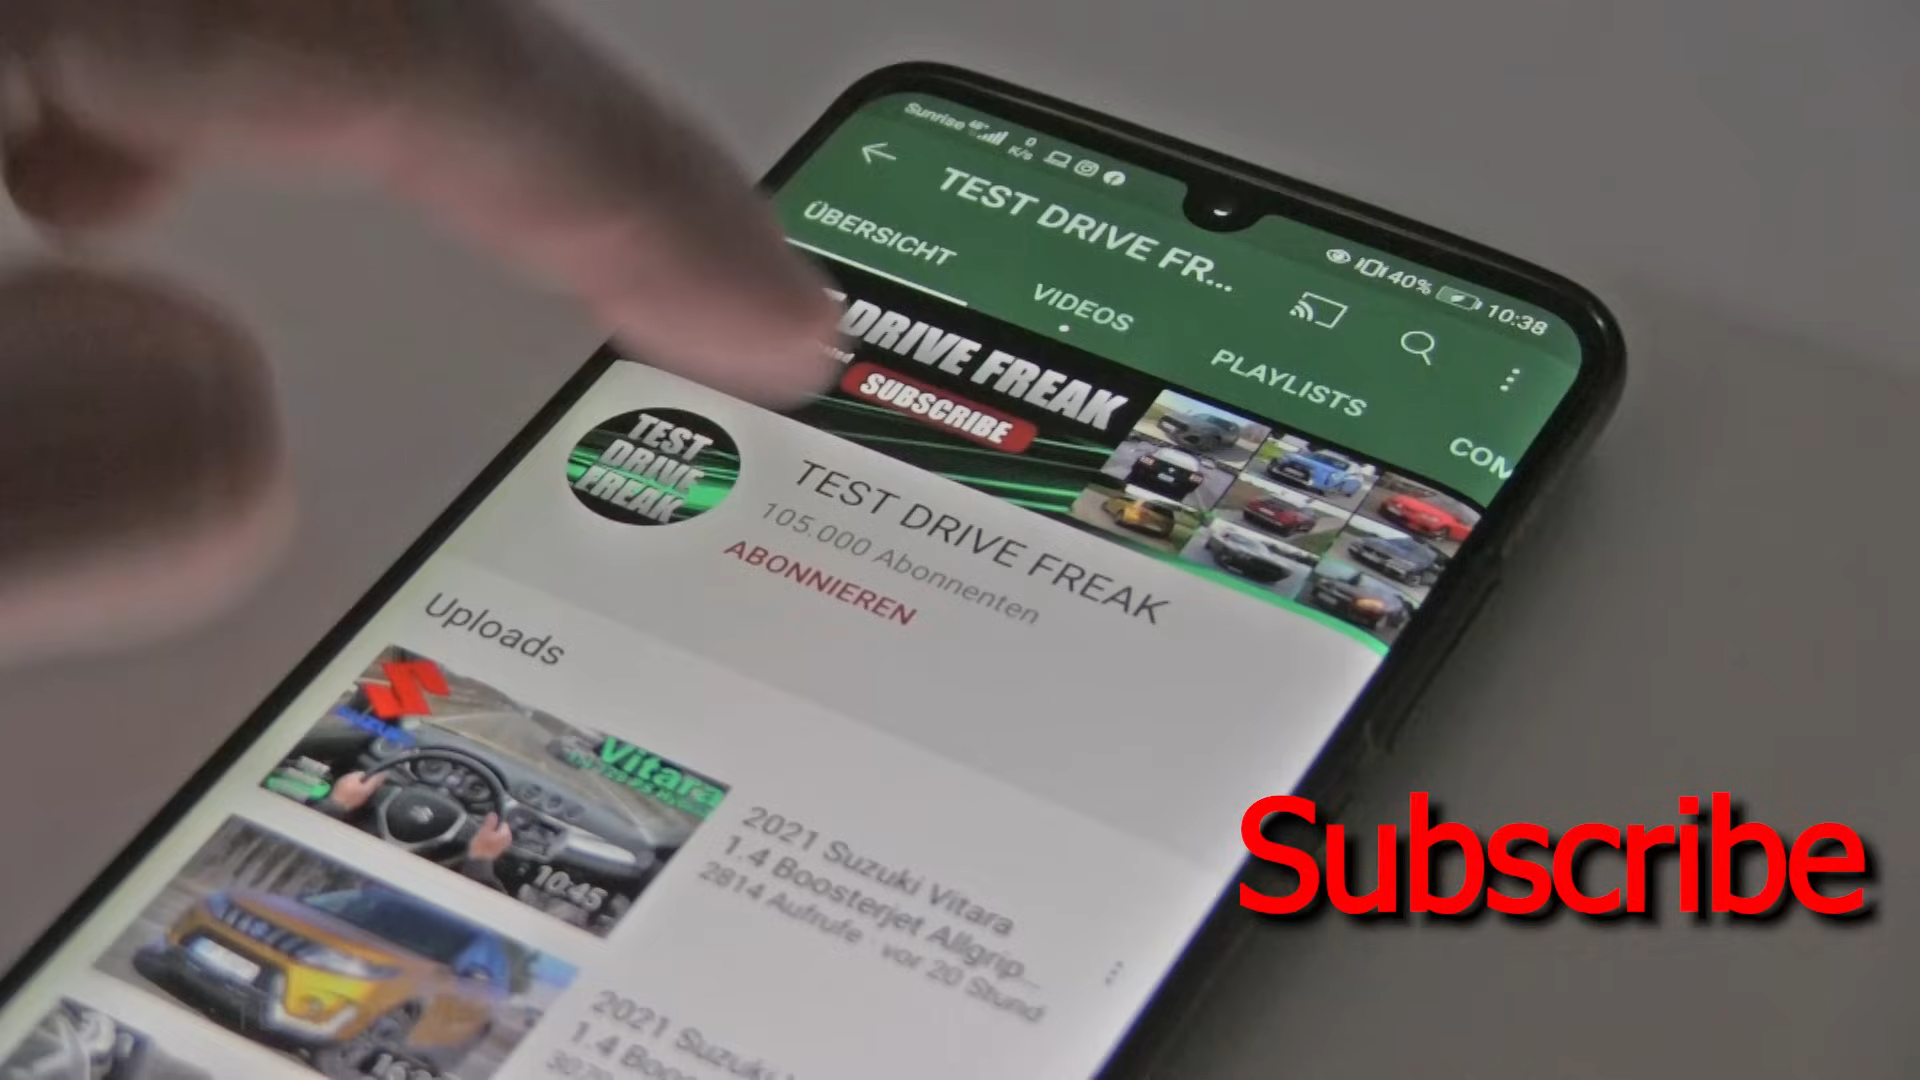 Sunrise
0
K/s
40%
10:38
TEST DRIVE FR...
ÜBERSICHT
VIDEOS
PLAYLISTS
COM
DRIVE FREAK
SUBSCRIBE
TEST
DRIVE
FREAK
TEST DRIVE FREAK
105.000 Abonnenten
ABONNIEREN
Uploads
Vitara
10:45
2021 Suzuki Vitara
1.4 Boosterjet Allgrip...
2814 Aufrufe · vor 20 Stund
2021 Suzuki
1.4 Boo
Subscribe